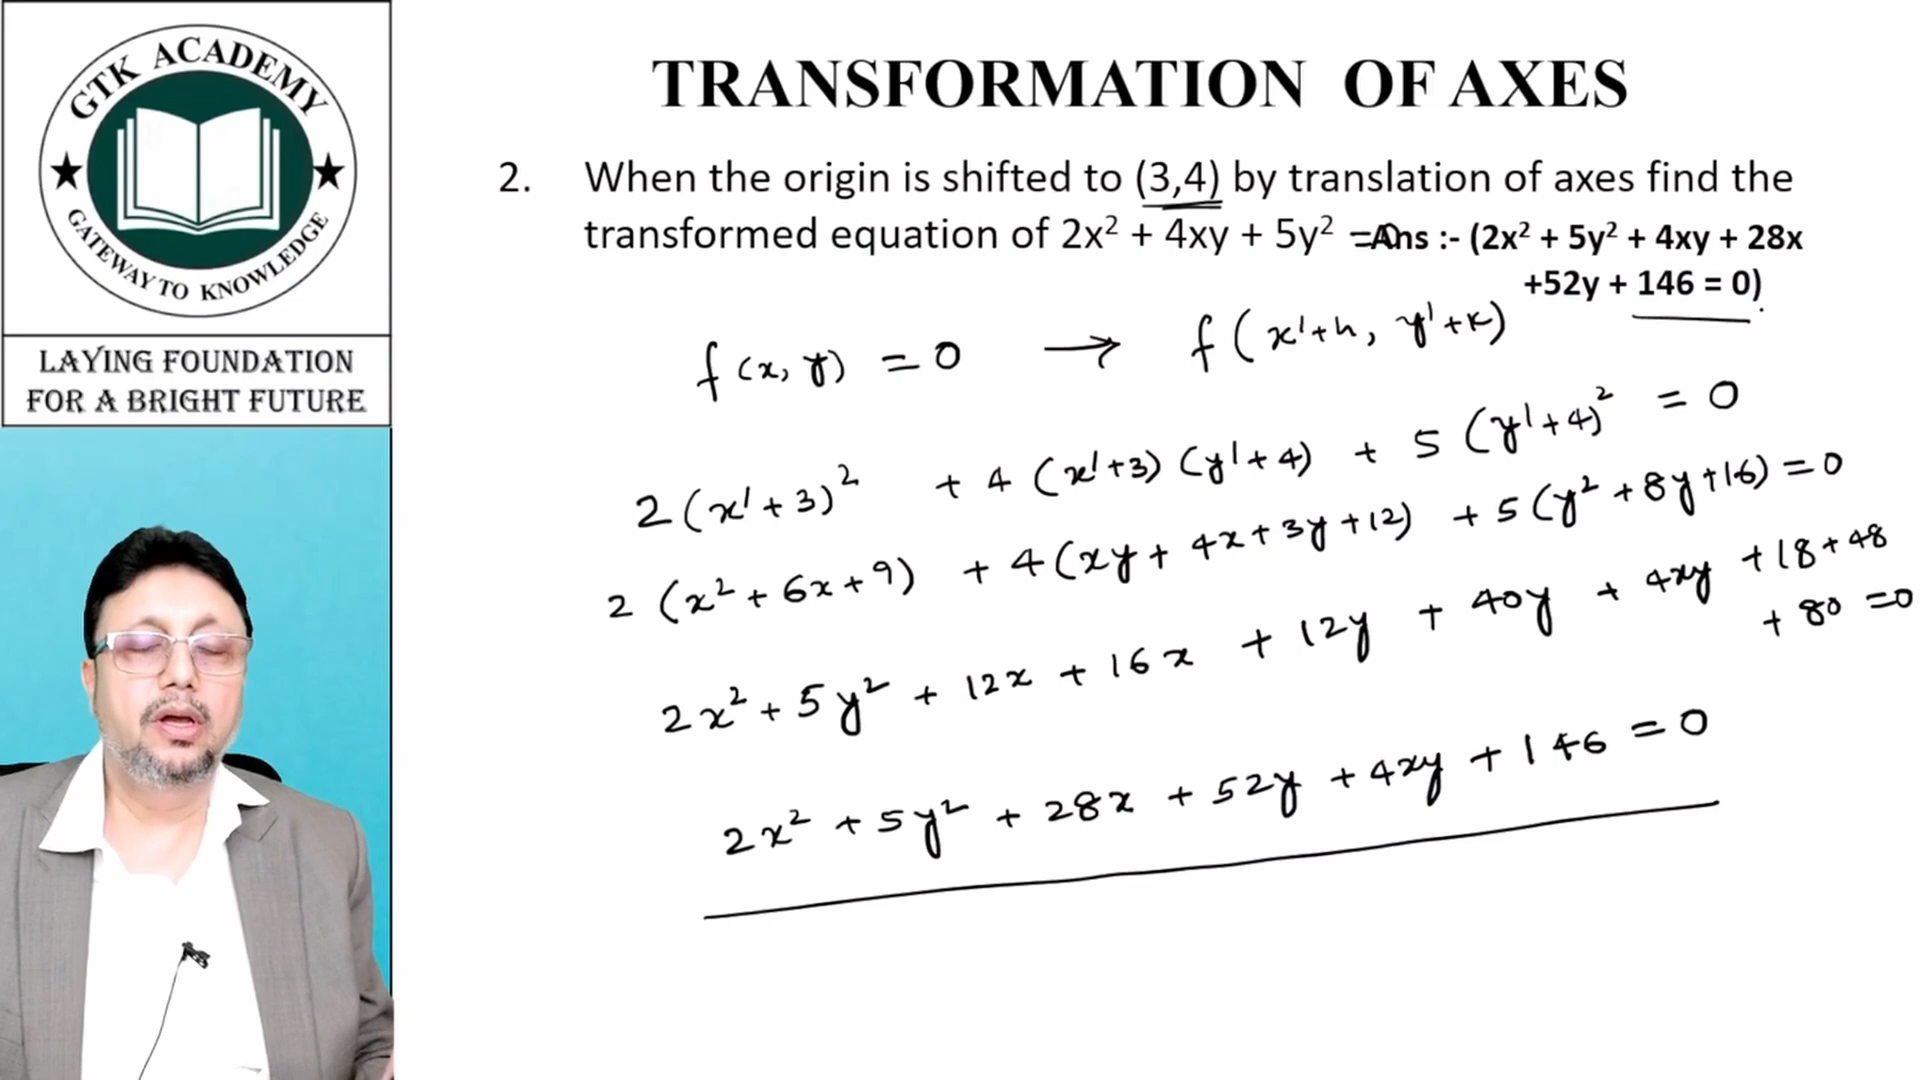 GTK ACADEMY
GATEWAY TO KNOWLEDGE
LAYING FOUNDATION
FOR A BRIGHT FUTURE
TRANSFORMATION OF AXES
2. When the origin is shifted to (3,4) by translation of axes find the
transformed equation of 2x² + 4xy + 5y² =0 Ans :- (2x² + 5y² + 4xy + 28x
+52y + 146 = 0)
f(x, y) = 0 → f(x'+h, y'+k)
2(x'+3)² + 4(x'+3)(y'+4) + 5(y'+4)² = 0
2(x²+6x+9) + 4(xy+4x+3y+12) + 5(y²+8y+16)=0
2x²+5y²+12x+16x+12y+40y+4xy+18+48
+80=0
2x²+5y²+28x+52y+4xy+146=0